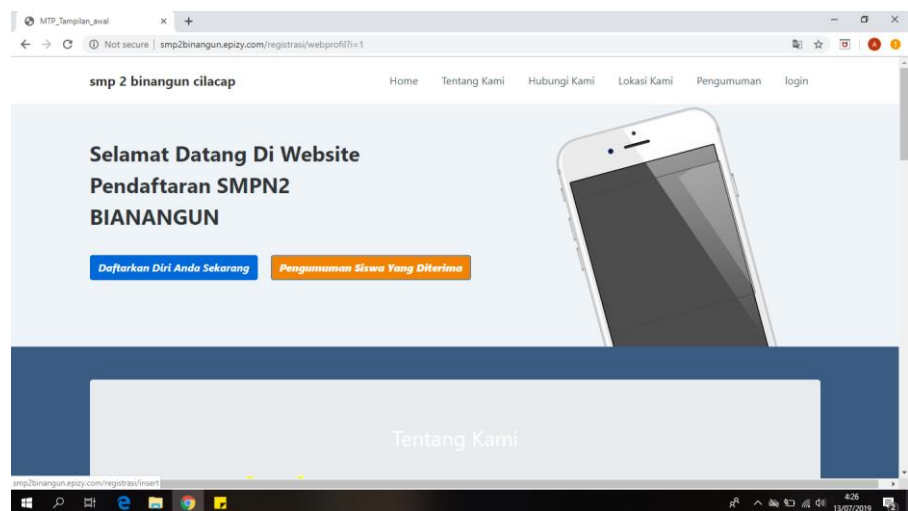 MTP_Tampilan_awal
Not secure | smp2binangun.epizy.com/registrasi/webprofil?i=1
smp 2 binangun cilacap Home Tentang Kami Hubungi Kami Lokasi Kami Pengumuman login
Selamat Datang Di Website
Pendaftaran SMPN2
BIANANGUN
Daftarkan Diri Anda Sekarang Pengumuman Siswa Yang Diterima
Tentang Kami
smp2binangun.epizy.com/registrasi/insert
4:26
13/07/2019